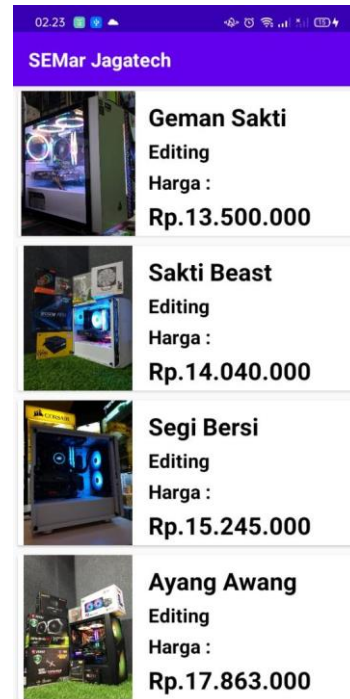 02.23
SEMar Jagatech
Geman Sakti
Editing
Harga :
Rp.13.500.000
Sakti Beast
Editing
Harga :
Rp.14.040.000
CORSAIR
Segi Bersi
Editing
Harga :
Rp.15.245.000
Ayang Awang
Editing
Harga :
Rp.17.863.000